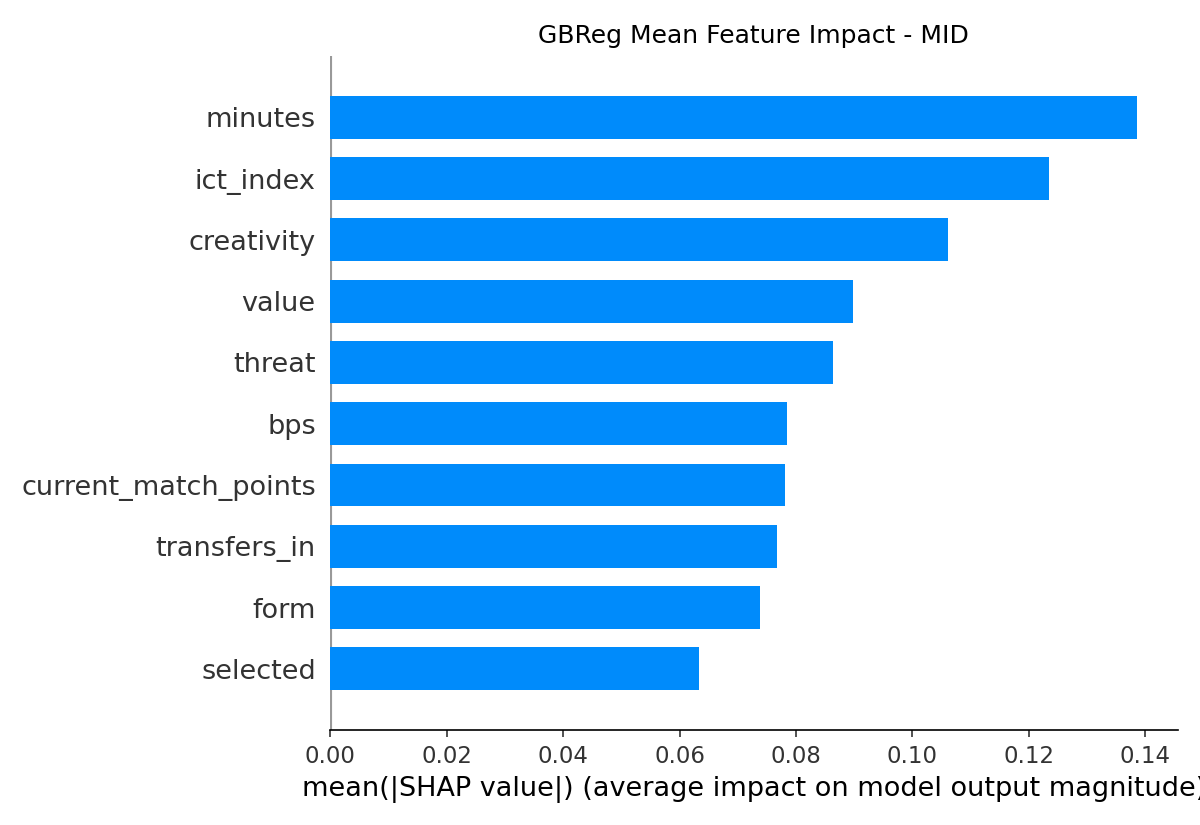 GBReg Mean Feature Impact - MID
minutes
ict_index
creativity
value
threat
bps
current_match_points
transfers_in
form
selected
0.00 0.02 0.04 0.06 0.08 0.10 0.12 0.14
mean(|SHAP value|) (average impact on model output magnitude)